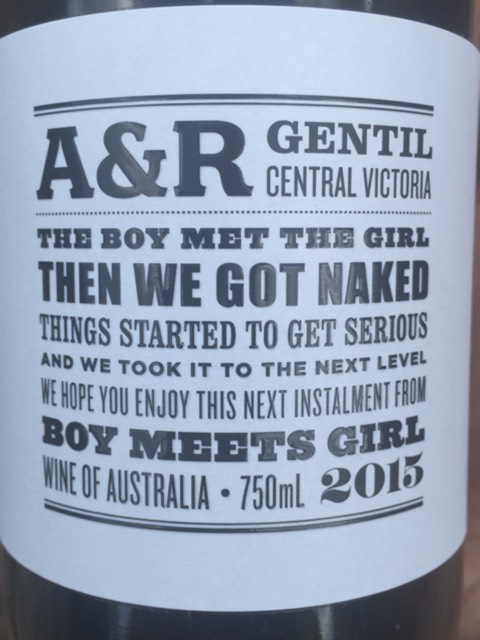 A&R GENTIL
CENTRAL VICTORIA
THE BOY MET THE GIRL
THEN WE GOT NAKED
THINGS STARTED TO GET SERIOUS
AND WE TOOK IT TO THE NEXT LEVEL
WE HOPE YOU ENJOY THIS NEXT INSTALMENT FROM
BOY MEETS GIRL
WINE OF AUSTRALIA • 750mL 2015